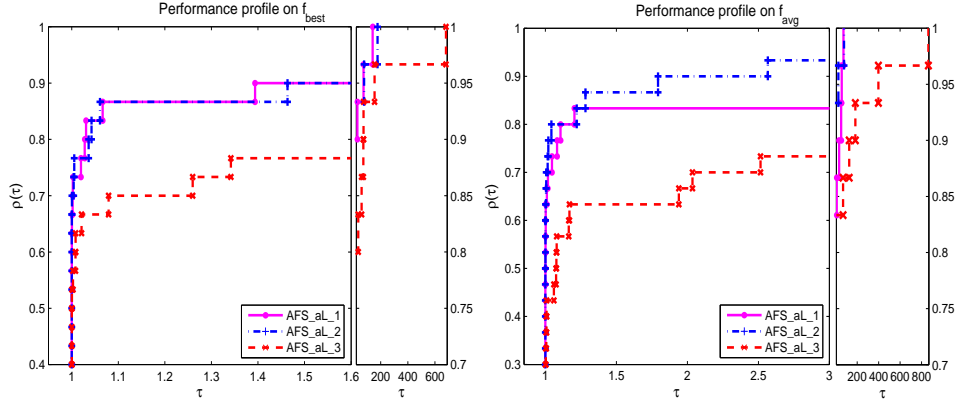 Performance profile on f_best
1
0.9
0.8
0.7
0.6
0.5
0.4
ρ(τ)
1 1.1 1.2 1.3 1.4 1.5 1.6
τ
AFS_aL_1
AFS_aL_2
AFS_aL_3
1
0.95
0.9
0.85
0.8
0.75
0.7
200 400 600
τ
Performance profile on f_avg
1
0.9
0.8
0.7
0.6
0.5
0.4
0.3
ρ(τ)
1 1.5 2 2.5 3
τ
AFS_aL_1
AFS_aL_2
AFS_aL_3
1
0.95
0.9
0.85
0.8
0.75
0.7
200 400 600 800
τ